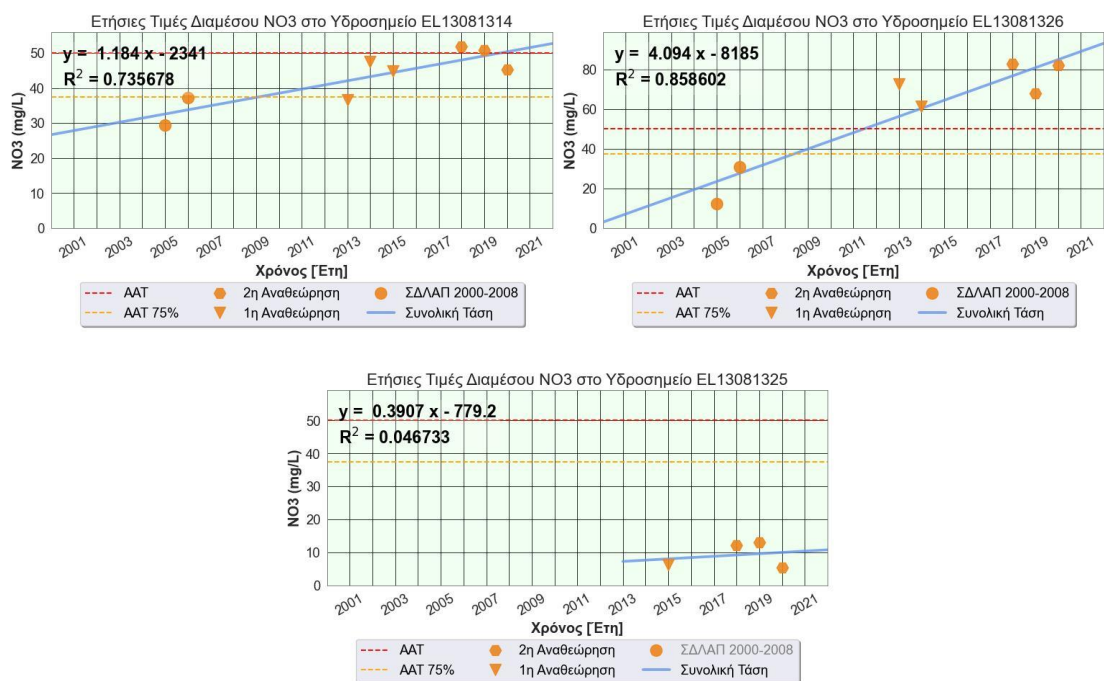 Ετήσιες Τιμές Διαμέσου NO3 στο Υδροσημείο EL13081314
y = 1.184 x - 2341
R² = 0.735678
NO3 (mg/L)
50
40
30
20
10
0
2001 2003 2005 2007 2009 2011 2013 2015 2017 2019 2021
Χρόνος [Έτη]
ΑΑΤ 2η Αναθεώρηση ΣΔΛΑΠ 2000-2008
ΑΑΤ 75% 1η Αναθεώρηση Συνολική Τάση
Ετήσιες Τιμές Διαμέσου NO3 στο Υδροσημείο EL13081326
y = 4.094 x - 8185
R² = 0.858602
NO3 (mg/L)
80
60
40
20
0
2001 2003 2005 2007 2009 2011 2013 2015 2017 2019 2021
Χρόνος [Έτη]
ΑΑΤ 2η Αναθεώρηση ΣΔΛΑΠ 2000-2008
ΑΑΤ 75% 1η Αναθεώρηση Συνολική Τάση
Ετήσιες Τιμές Διαμέσου NO3 στο Υδροσημείο EL13081325
y = 0.3907 x - 779.2
R² = 0.046733
NO3 (mg/L)
50
40
30
20
10
0
2001 2003 2005 2007 2009 2011 2013 2015 2017 2019 2021
Χρόνος [Έτη]
ΑΑΤ 2η Αναθεώρηση ΣΔΛΑΠ 2000-2008
ΑΑΤ 75% 1η Αναθεώρηση Συνολική Τάση